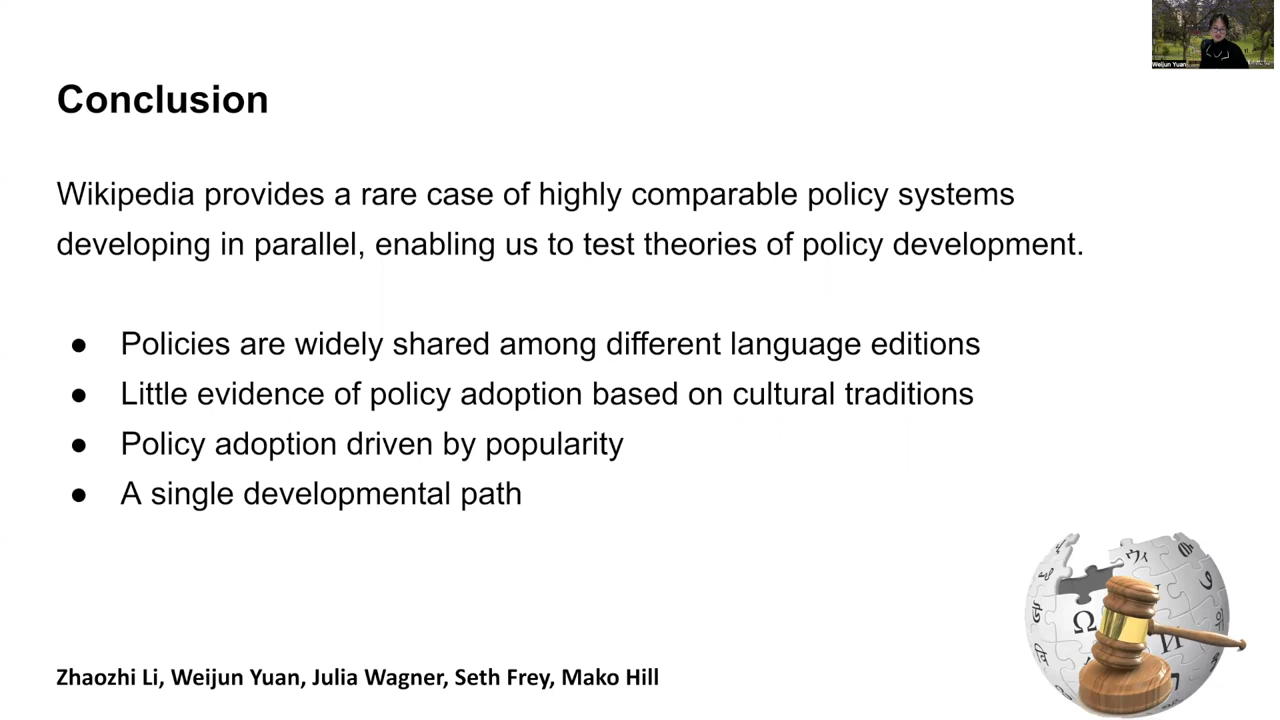 Weijun Yuan
Conclusion
Wikipedia provides a rare case of highly comparable policy systems
developing in parallel, enabling us to test theories of policy development.
● Policies are widely shared among different language editions
● Little evidence of policy adoption based on cultural traditions
● Policy adoption driven by popularity
● A single developmental path
Ω
И
Zhaozhi Li, Weijun Yuan, Julia Wagner, Seth Frey, Mako Hill